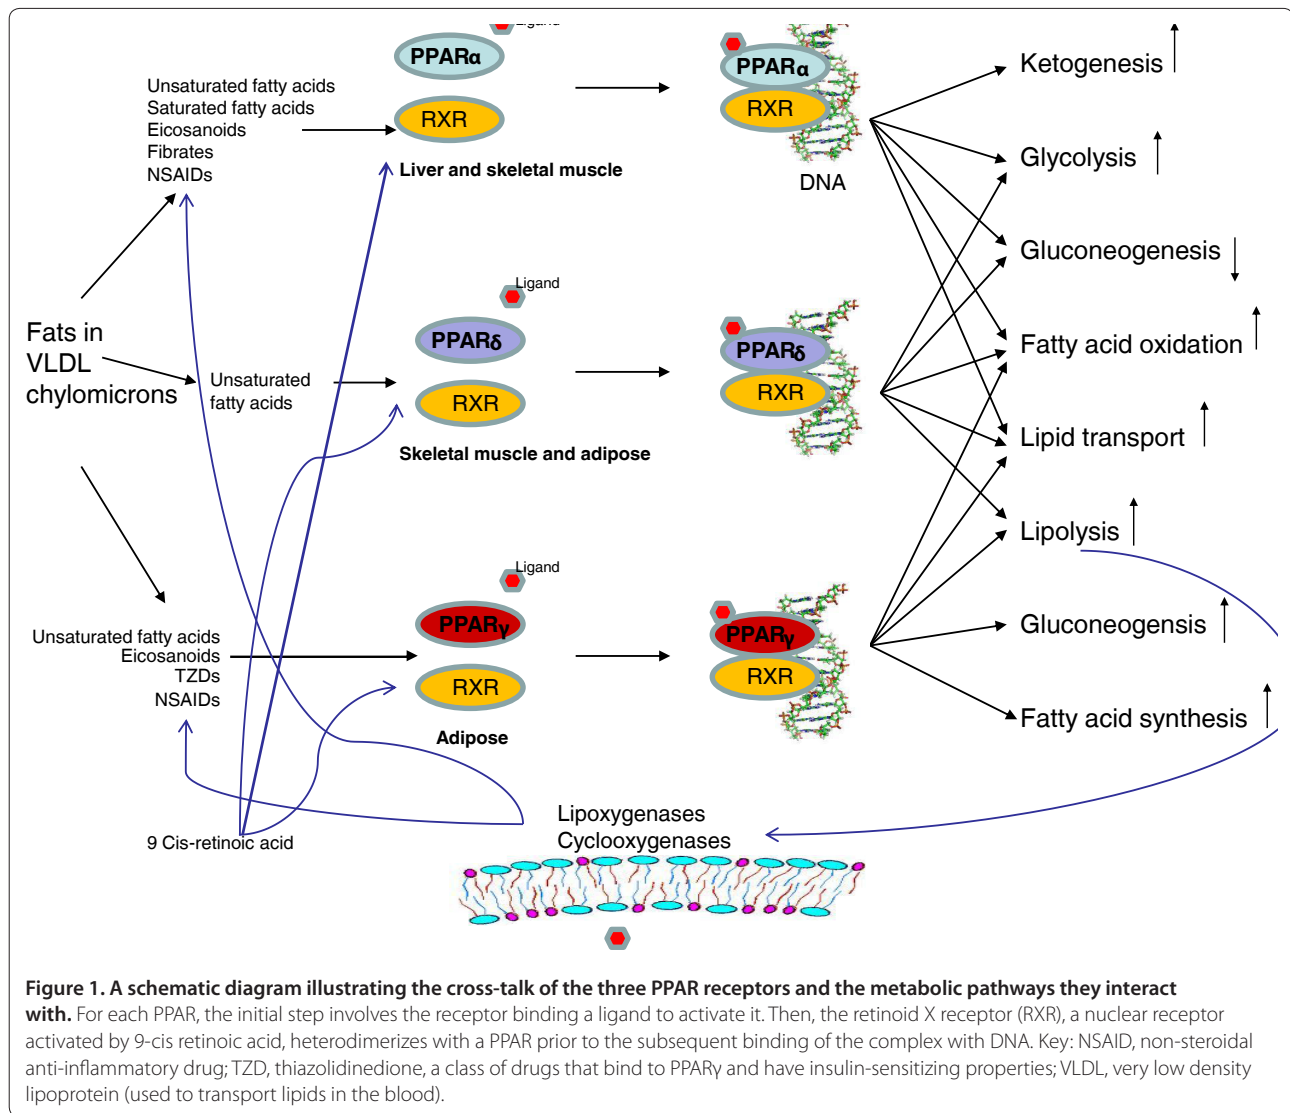 Ligand
PPARα
RXR
Liver and skeletal muscle
Unsaturated fatty acids
Saturated fatty acids
Eicosanoids
Fibrates
NSAIDs
PPARα
RXR
DNA
Ketogenesis
Glycolysis
Gluconeogenesis
Fatty acid oxidation
Lipid transport
Lipolysis
Gluconeogensis
Fatty acid synthesis
Fats in
VLDL
chylomicrons
Unsaturated
fatty acids
Ligand
PPARδ
RXR
Skeletal muscle and adipose
PPARδ
RXR
Unsaturated fatty acids
Eicosanoids
TZDs
NSAIDs
Ligand
PPARγ
RXR
Adipose
PPARγ
RXR
9 Cis-retinoic acid
Lipoxygenases
Cyclooxygenases
Figure 1. A schematic diagram illustrating the cross-talk of the three PPAR receptors and the metabolic pathways they interact
with. For each PPAR, the initial step involves the receptor binding a ligand to activate it. Then, the retinoid X receptor (RXR), a nuclear receptor
activated by 9-cis retinoic acid, heterodimerizes with a PPAR prior to the subsequent binding of the complex with DNA. Key: NSAID, non-steroidal
anti-inflammatory drug; TZD, thiazolidinedione, a class of drugs that bind to PPARγ and have insulin-sensitizing properties; VLDL, very low density
lipoprotein (used to transport lipids in the blood).